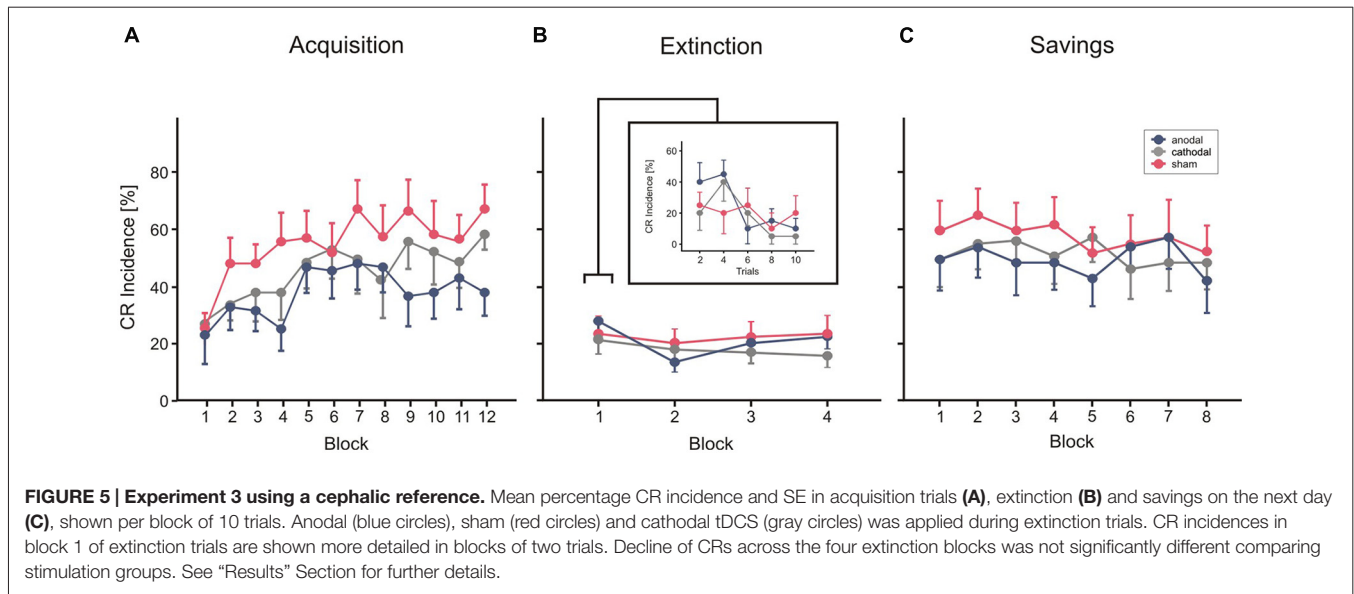 A
Acquisition
B
Extinction
C
Savings
CR Incidence [%]
80
60
40
20
0
1 2 3 4 5 6 7 8 9 10 11 12
Block
CR Incidence [%]
60
40
20
0
2 4 6 8 10
Trials
1 2 3 4
Block
anodal
cathodal
sham
1 2 3 4 5 6 7 8
Block
FIGURE 5 | Experiment 3 using a cephalic reference. Mean percentage CR incidence and SE in acquisition trials (A), extinction (B) and savings on the next day
(C), shown per block of 10 trials. Anodal (blue circles), sham (red circles) and cathodal tDCS (gray circles) was applied during extinction trials. CR incidences in
block 1 of extinction trials are shown more detailed in blocks of two trials. Decline of CRs across the four extinction blocks was not significantly different comparing
stimulation groups. See “Results” Section for further details.